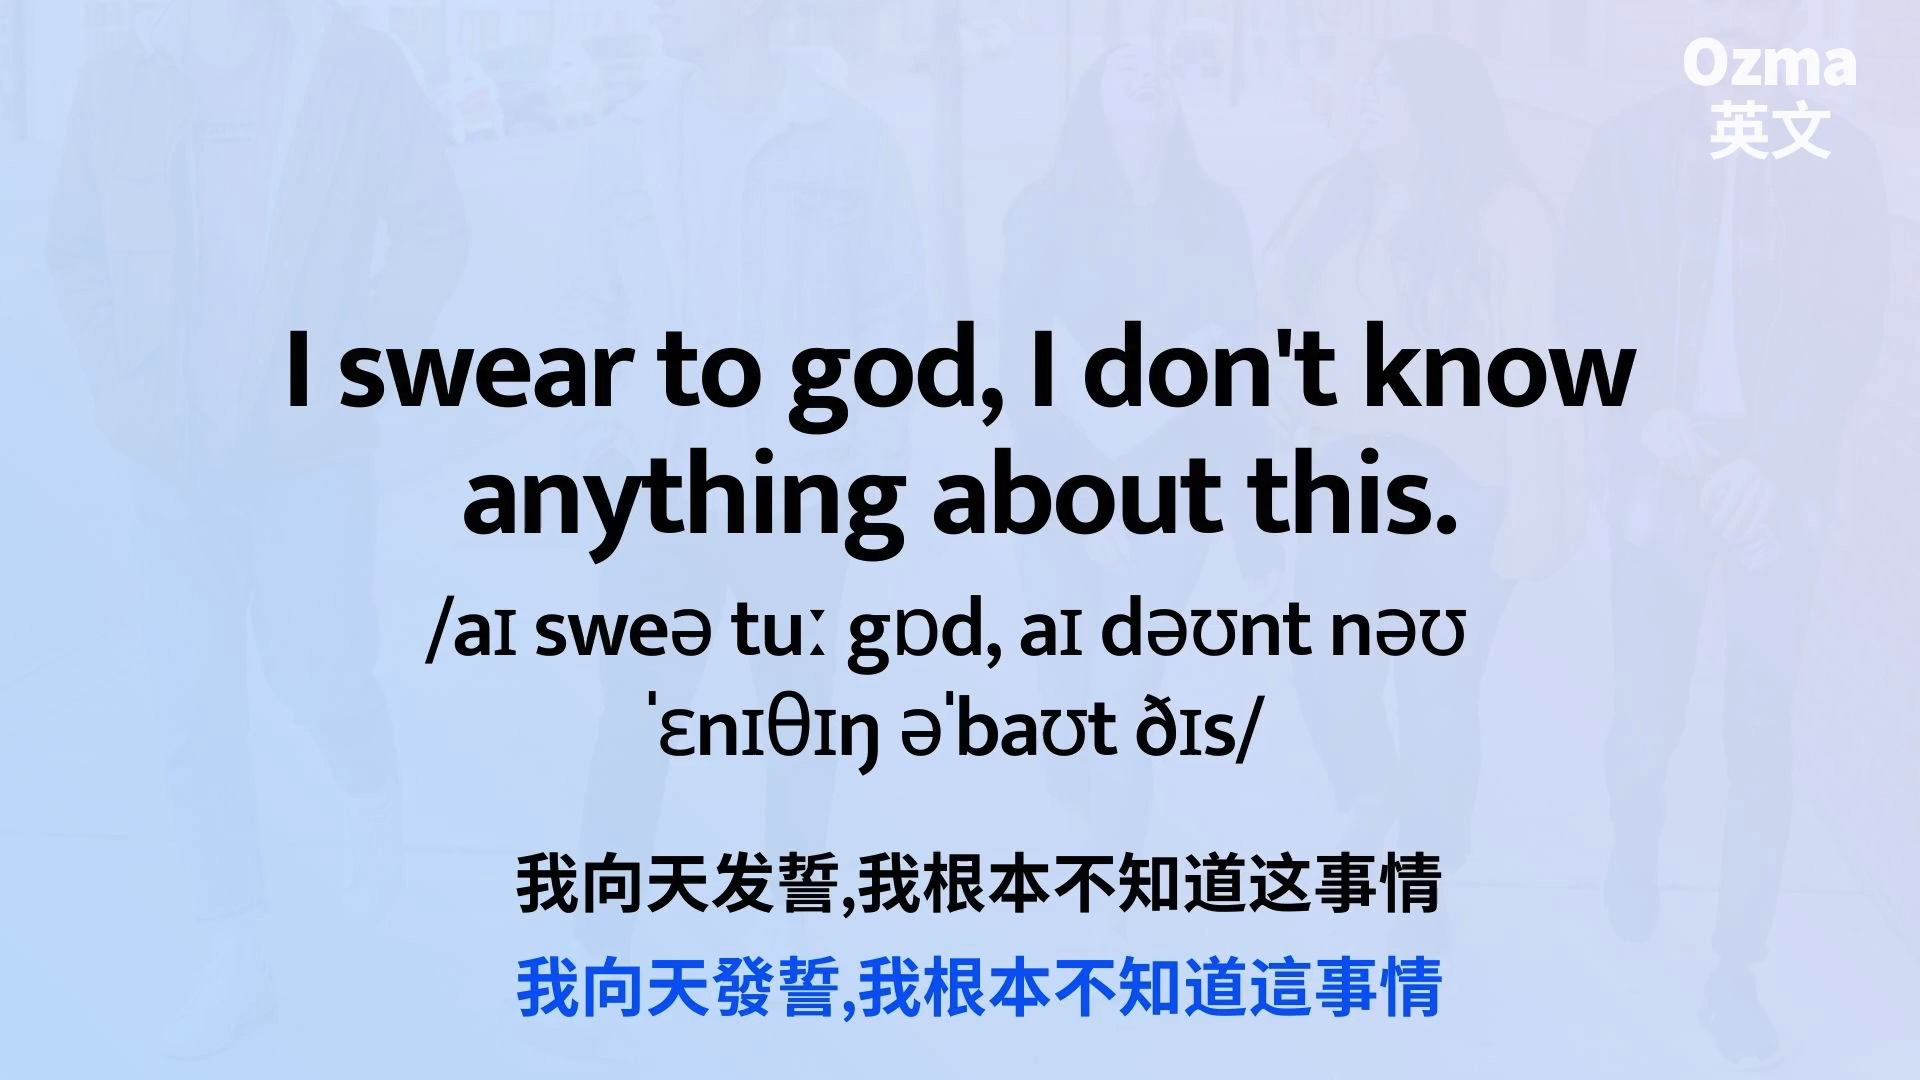 Ozma
英文
I swear to god, I don't know
anything about this.
/aɪ sweə tuː gɒd, aɪ dəʊnt nəʊ
ˈɛnɪθɪŋ əˈbaʊt ðɪs/
我向天发誓,我根本不知道这事情
我向天發誓,我根本不知道這事情